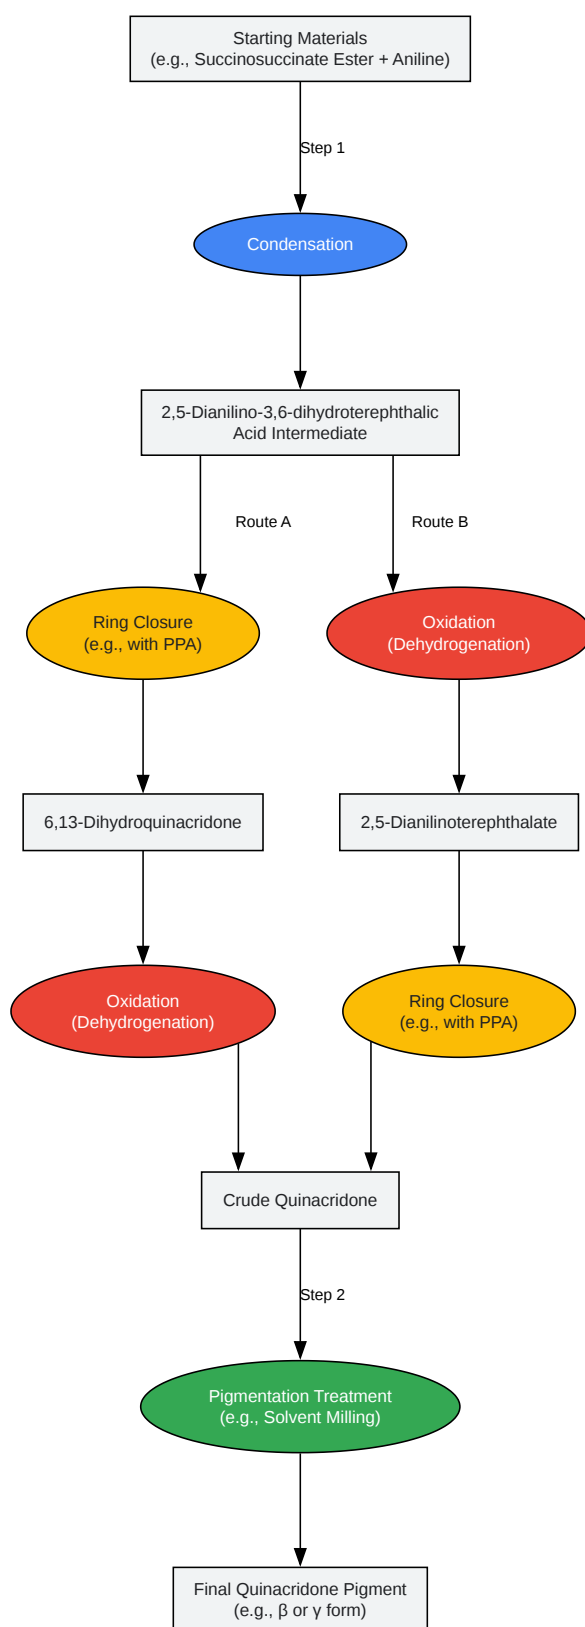 Starting Materials
(e.g., Succinosuccinate Ester + Aniline)
Step 1
Condensation
2,5-Dianilino-3,6-dihydroterephthalic
Acid Intermediate
Route A
Route B
Ring Closure
(e.g., with PPA)
Oxidation
(Dehydrogenation)
6,13-Dihydroquinacridone
2,5-Dianilinoterephthalate
Oxidation
(Dehydrogenation)
Ring Closure
(e.g., with PPA)
Crude Quinacridone
Step 2
Pigmentation Treatment
(e.g., Solvent Milling)
Final Quinacridone Pigment
(e.g., β or γ form)